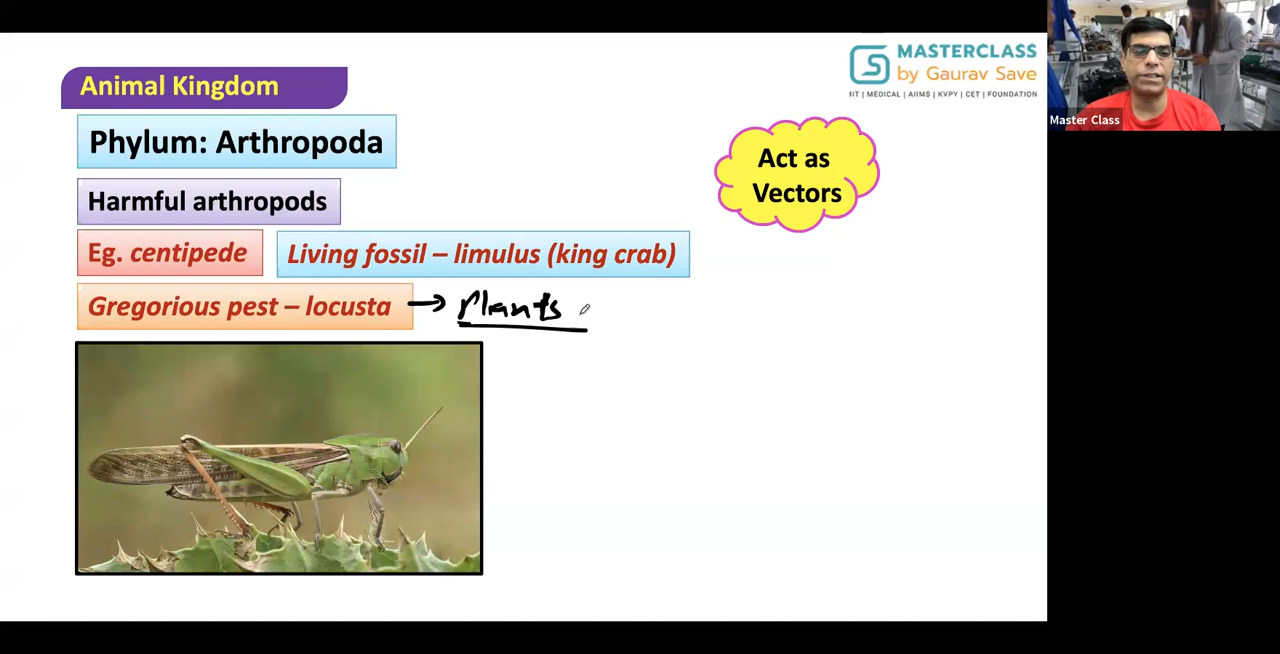 MASTERCLASS
by Gaurav Save
IIT | MEDICAL | AIIMS | KVPY | CET | FOUNDATION
Master Class
Animal Kingdom
Phylum: Arthropoda
Act as
Vectors
Harmful arthropods
Eg. centipede
Living fossil – limulus (king crab)
Gregorious pest – locusta → Plants